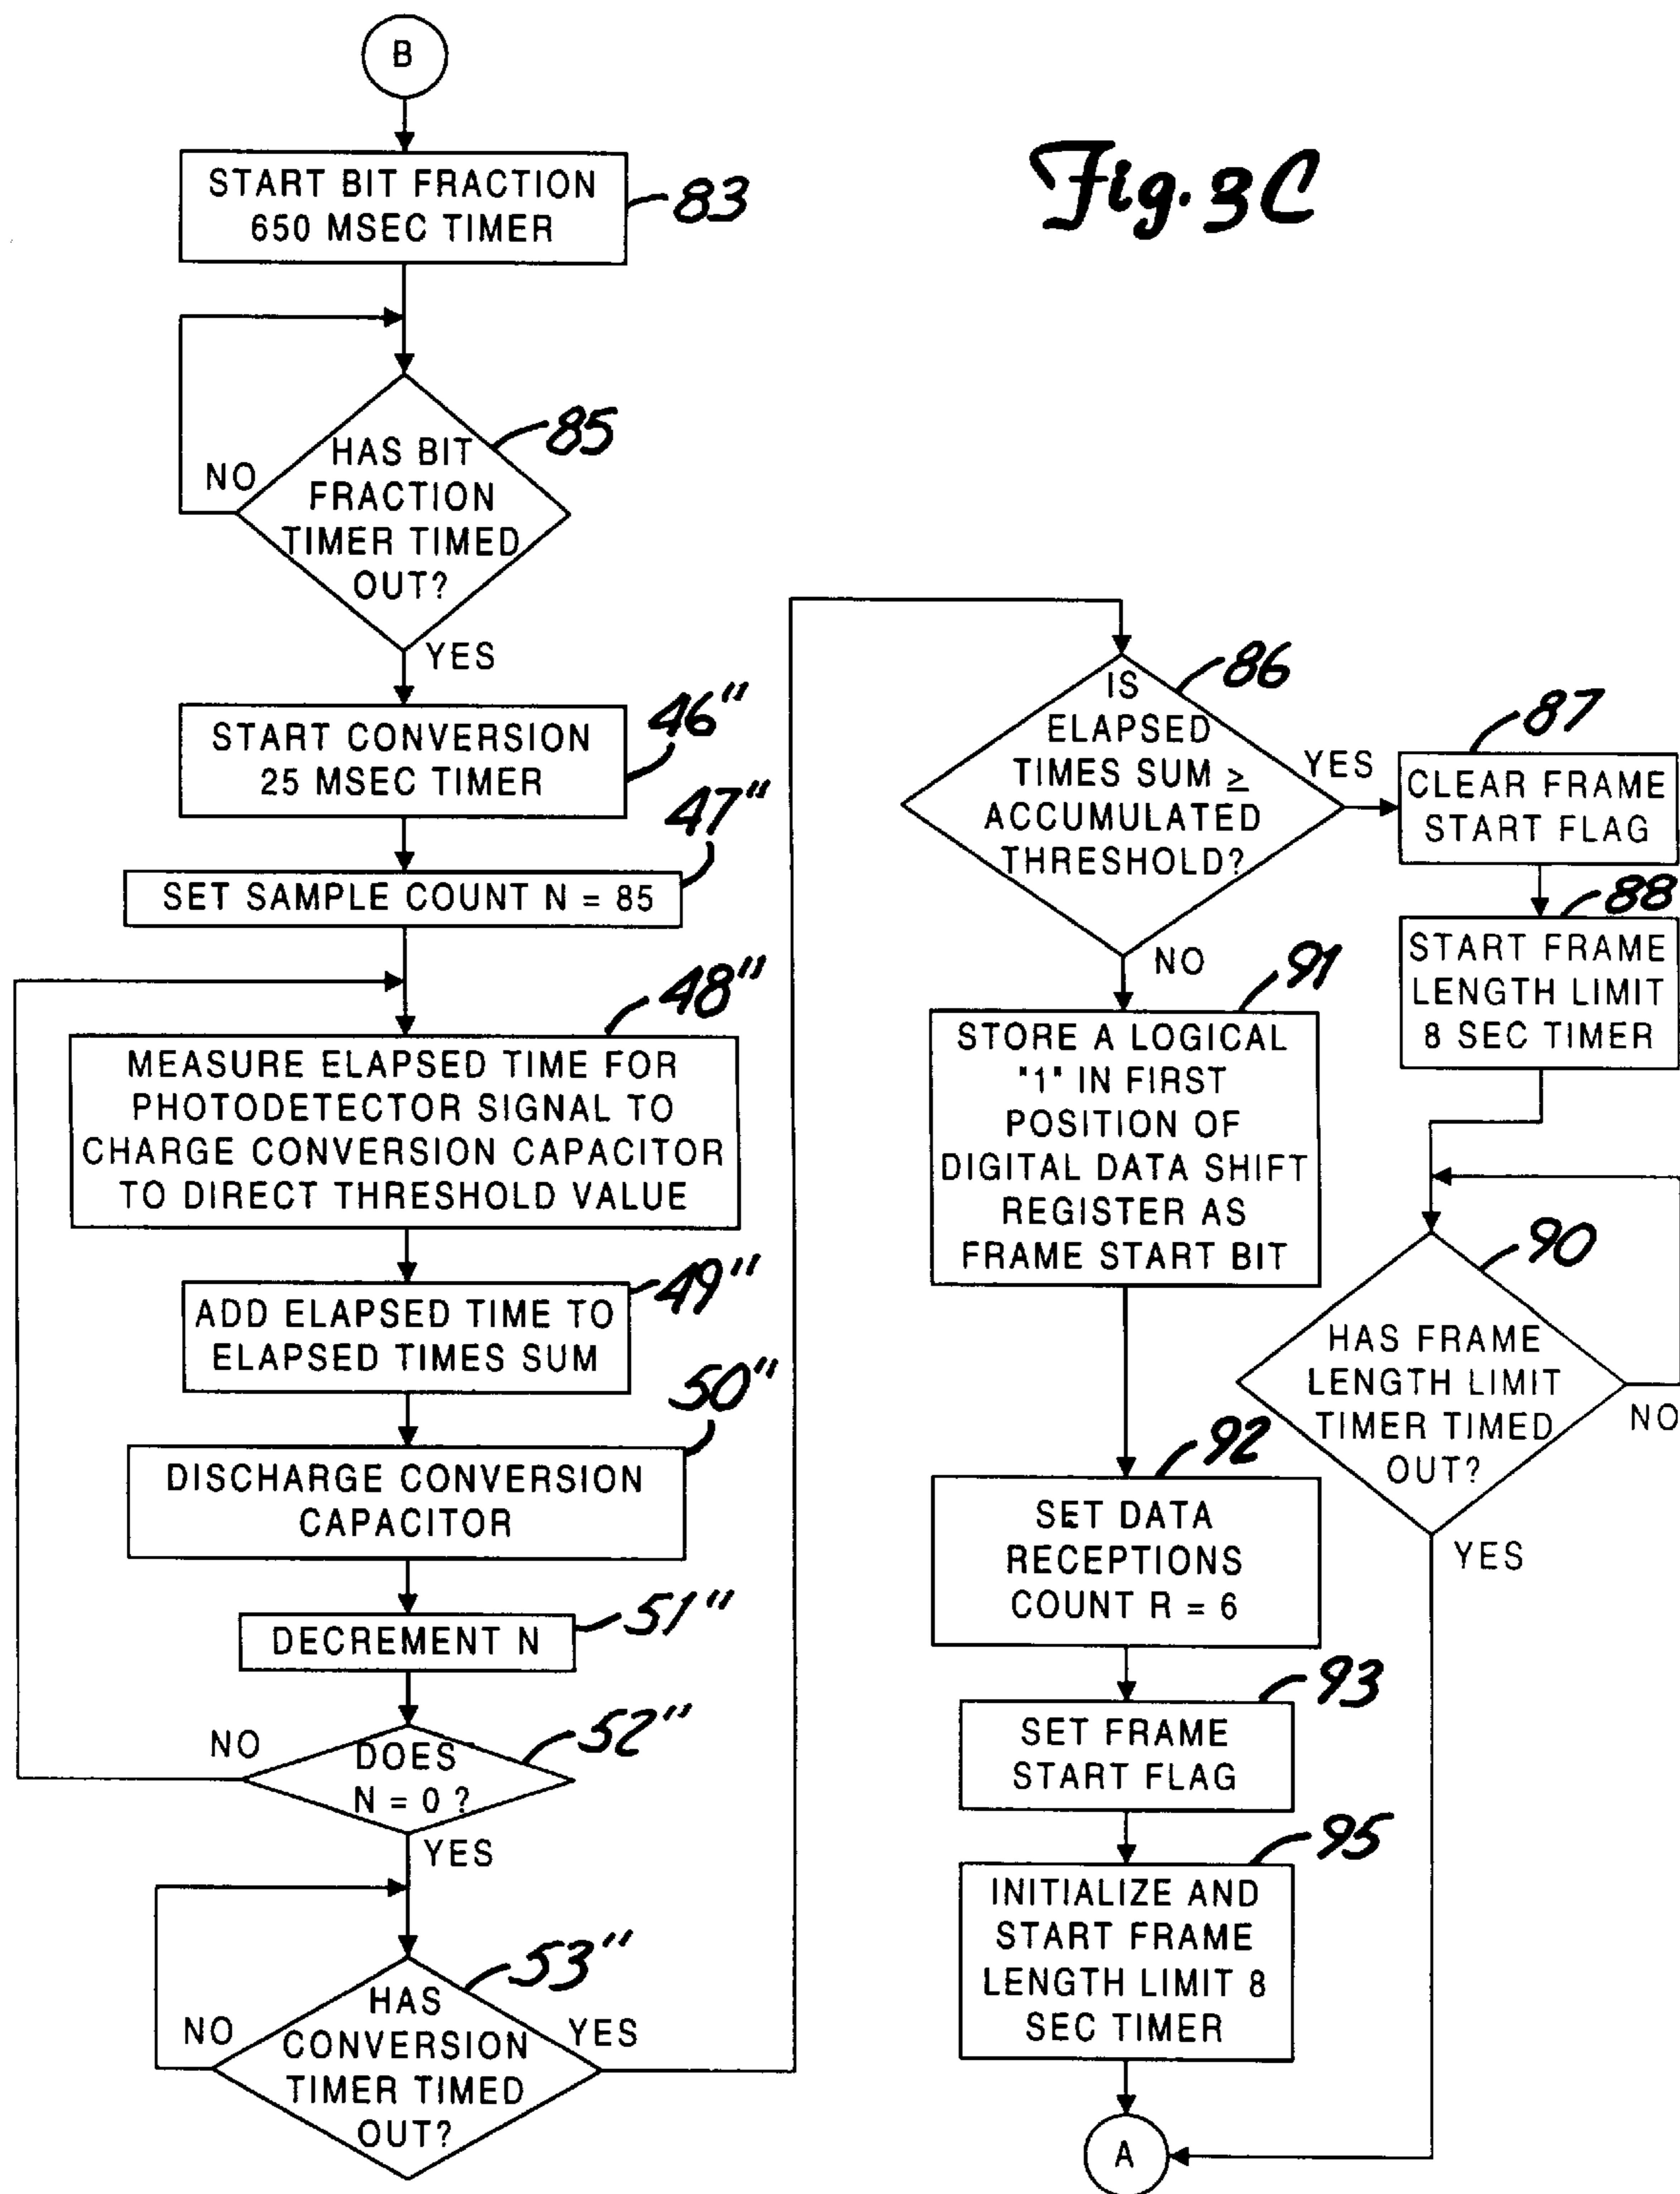 B
Fig. 3C
START BIT FRACTION
650 MSEC TIMER
83
HAS BIT
FRACTION
TIMER TIMED
OUT?
85
NO
YES
START CONVERSION
25 MSEC TIMER
46"
SET SAMPLE COUNT N = 85
47"
MEASURE ELAPSED TIME FOR
PHOTODETECTOR SIGNAL TO
CHARGE CONVERSION CAPACITOR
TO DIRECT THRESHOLD VALUE
48"
ADD ELAPSED TIME TO
ELAPSED TIMES SUM
49"
DISCHARGE CONVERSION
CAPACITOR
50"
DECREMENT N
51"
DOES
N = 0 ?
52"
NO
YES
HAS
CONVERSION
TIMER TIMED
OUT?
53"
NO
YES
IS
ELAPSED
TIMES SUM ≥
ACCUMULATED
THRESHOLD?
86
YES
NO
CLEAR FRAME
START FLAG
87
START FRAME
LENGTH LIMIT
8 SEC TIMER
88
HAS FRAME
LENGTH LIMIT
TIMER TIMED
OUT?
90
NO
YES
STORE A LOGICAL
"1" IN FIRST
POSITION OF
DIGITAL DATA SHIFT
REGISTER AS
FRAME START BIT
91
SET DATA
RECEPTIONS
COUNT R = 6
92
SET FRAME
START FLAG
93
INITIALIZE AND
START FRAME
LENGTH LIMIT 8
SEC TIMER
95
A